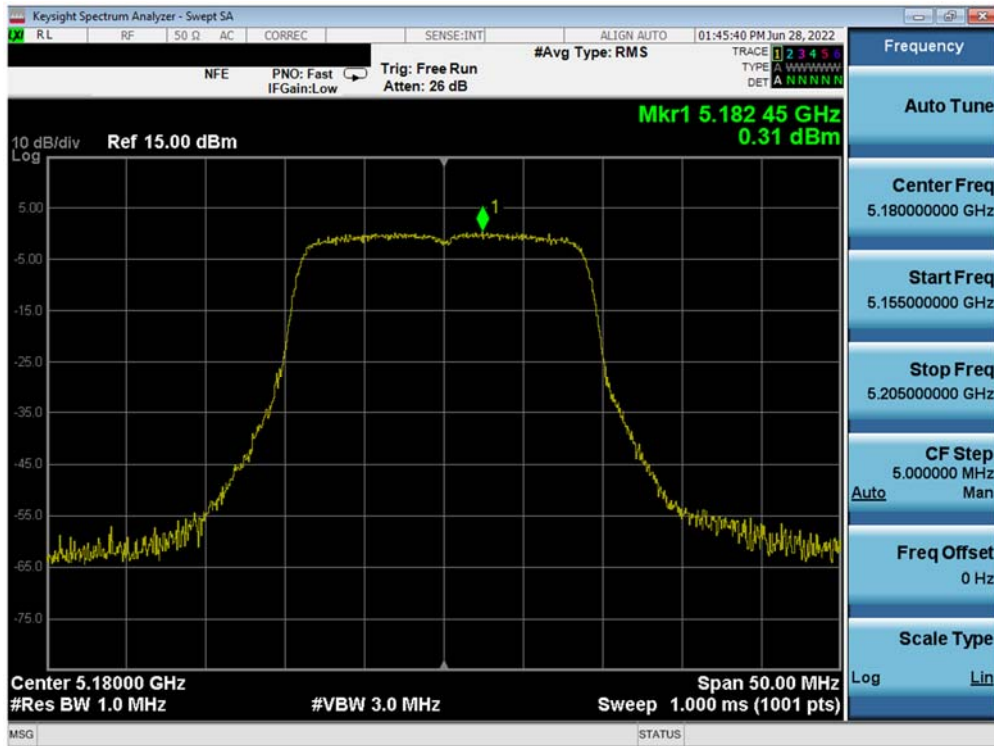 Keysight Spectrum Analyzer - Swept SA
LXI RL RF 50 Ω AC CORREC SENSE:INT ALIGN AUTO 01:45:40 PM Jun 28, 2022
#Avg Type: RMS TRACE 1 2 3 4 5 6
NFE PNO: Fast Trig: Free Run TYPE A WWWWW
IFGain:Low Atten: 26 dB DET A N N N N N
Mkr1 5.182 45 GHz
0.31 dBm
10 dB/div Ref 15.00 dBm
Log
1
5.00
-5.00
-15.0
-25.0
-35.0
-45.0
-55.0
-65.0
-75.0
Center 5.18000 GHz Span 50.00 MHz
#Res BW 1.0 MHz #VBW 3.0 MHz Sweep 1.000 ms (1001 pts)
MSG STATUS
Frequency
Auto Tune
Center Freq
5.180000000 GHz
Start Freq
5.155000000 GHz
Stop Freq
5.205000000 GHz
CF Step
5.000000 MHz
Auto Man
Freq Offset
0 Hz
Scale Type
Log Lin